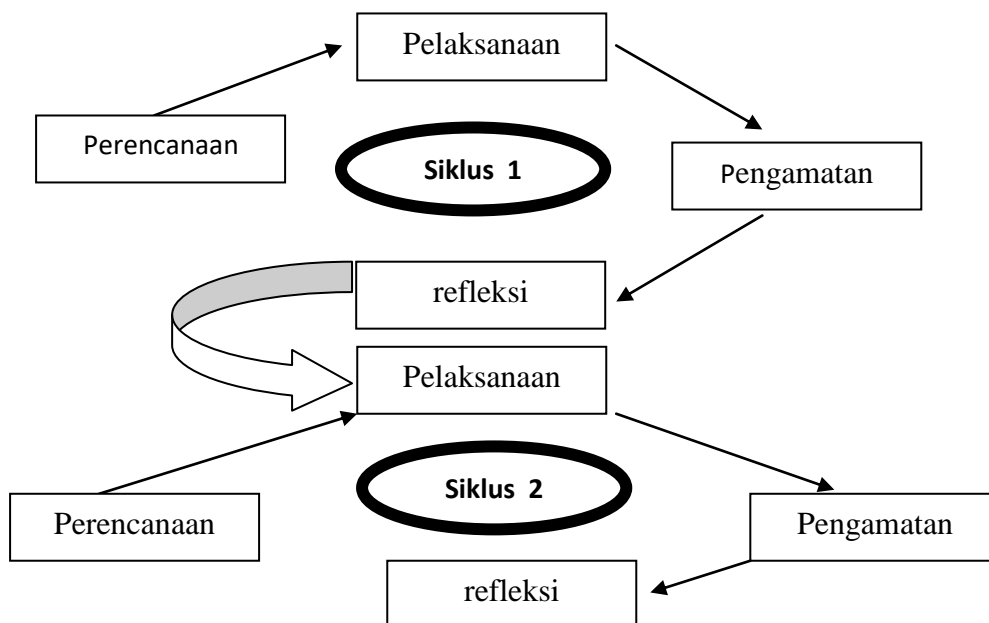 Pelaksanaan
Perencanaan
Siklus 1
Pengamatan
refleksi
Pelaksanaan
Siklus 2
Perencanaan
Pengamatan
refleksi